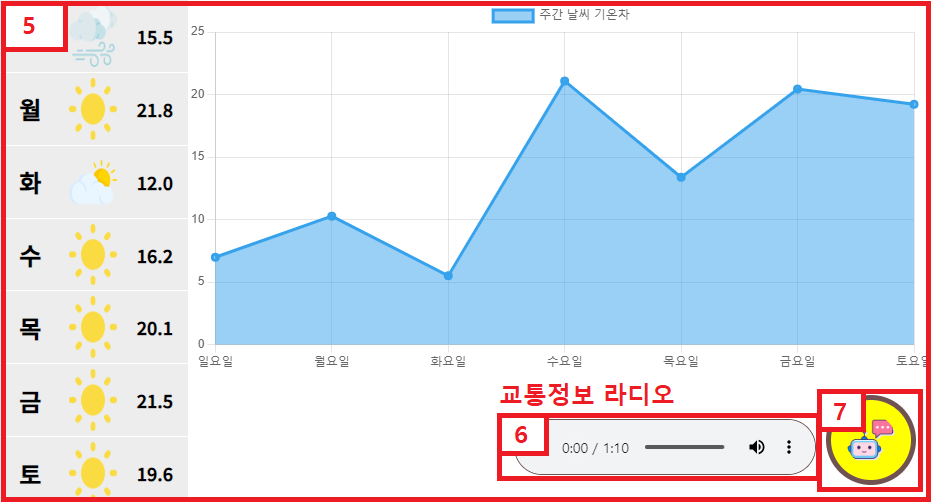 5
15.5
월 21.8
화 12.0
수 16.2
목 20.1
금 21.5
토 19.6
주간 날씨 기온차
25
20
15
10
5
0
일요일 월요일 화요일 수요일 목요일 금요일 토요일
교통정보 라디오
6
0:00 / 1:10
7